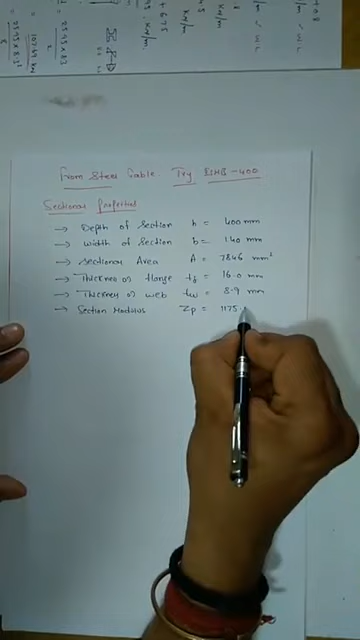 From Steel Table. Try ISMB-400
Sectional Properties
→ Depth of section h = 400 mm
→ Width of section b = 140 mm
→ Sectional Area A = 7846 mm²
→ Thickness of flange tf = 16.0 mm
→ Thickness of web tw = 8.9 mm
→ Section Modulus Zp = 1175.